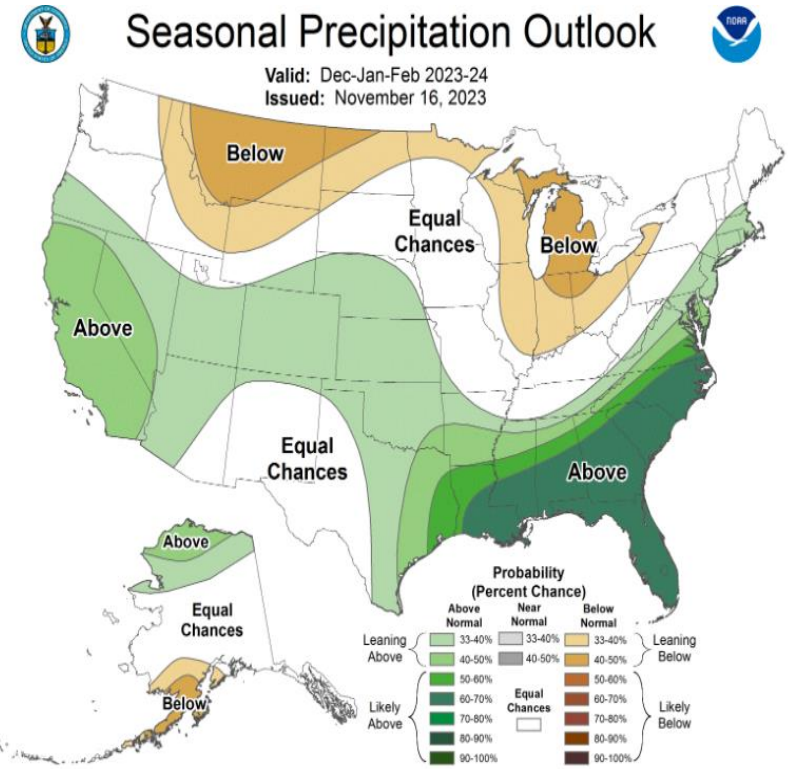 NOAA
Seasonal Precipitation Outlook
Valid: Dec-Jan-Feb 2023-24
Issued: November 16, 2023
Below
Equal
Chances
Below
Above
Equal
Chances
Above
Above
Equal
Chances
Below
Probability
(Percent Chance)
Above
Normal
Near
Normal
Below
Normal
Leaning
Above
33-40%
33-40%
33-40%
Leaning
Below
40-50%
40-50%
40-50%
Likely
Above
50-60%
60-70%
70-80%
80-90%
90-100%
Equal
Chances
50-60%
60-70%
70-80%
80-90%
90-100%
Likely
Below